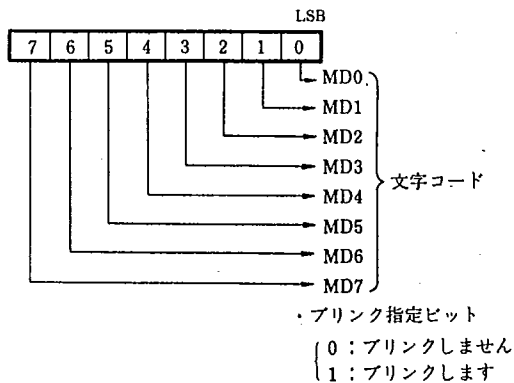 LSB
7 6 5 4 3 2 1 0
MD0
MD1
MD2
MD3
文字コード
MD4
MD5
MD6
MD7
・ブリンク指定ビット
0：ブリンクしません
1：ブリンクします